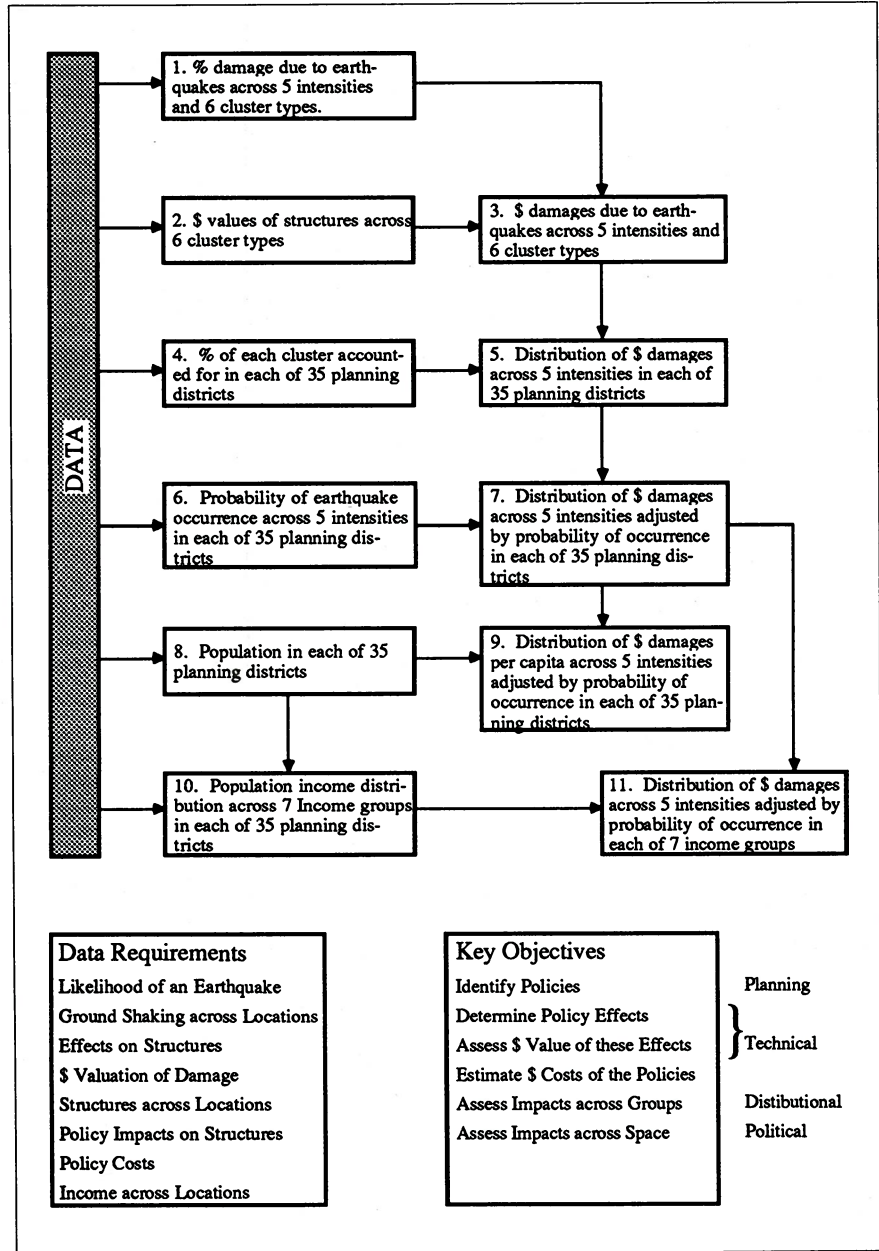 1. % damage due to earth-
quakes across 5 intensities
and 6 cluster types.
2. $ values of structures across
6 cluster types
3. $ damages due to earth-
quakes across 5 intensities and
6 cluster types
4. % of each cluster account-
ed for in each of 35 planning
districts
5. Distribution of $ damages
across 5 intensities in each of
35 planning districts
DATA
6. Probability of earthquake
occurrence across 5 intensities
in each of 35 planning dis-
tricts
7. Distribution of $ damages
across 5 intensities adjusted
by probability of occurrence
in each of 35 planning dis-
tricts
8. Population in each of 35
planning districts
9. Distribution of $ damages
per capita across 5 intensities
adjusted by probability of
occurrence in each of 35 plan-
ning districts
10. Population income distri-
bution across 7 Income groups
in each of 35 planning dis-
tricts
11. Distribution of $ damages
across 5 intensities adjusted by
probability of occurrence in
each of 7 income groups
Data Requirements
Likelihood of an Earthquake
Ground Shaking across Locations
Effects on Structures
$ Valuation of Damage
Structures across Locations
Policy Impacts on Structures
Policy Costs
Income across Locations
Key Objectives
Identify Policies
Determine Policy Effects
Assess $ Value of these Effects
Estimate $ Costs of the Policies
Assess Impacts across Groups
Assess Impacts across Space
Planning
Technical
Distibutional
Political